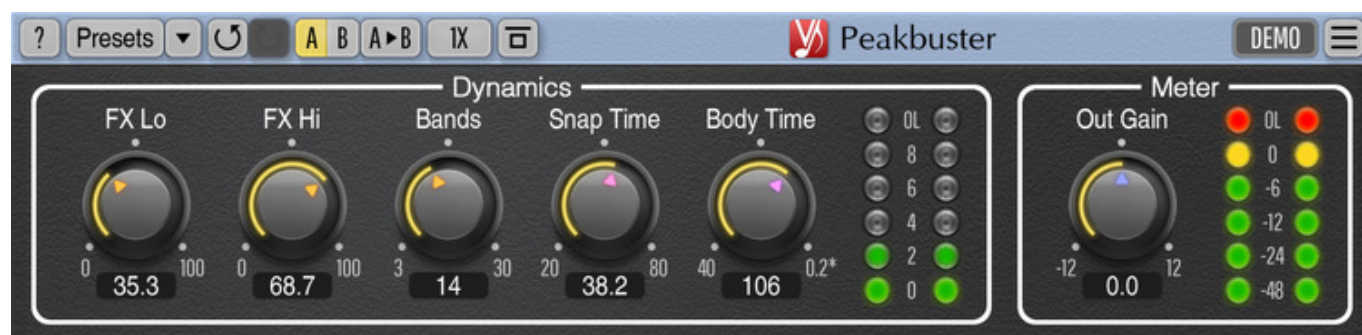 ? Presets A B A▸B 1X Peakbuster DEMO
Dynamics Meter
FX Lo FX Hi Bands Snap Time Body Time Out Gain
OL OL
8 0
6 -6
4 -12
2 -24
0 -48
0 100 0 100 3 30 20 80 40 0.2* -12 12
35.3 68.7 14 38.2 106 0.0